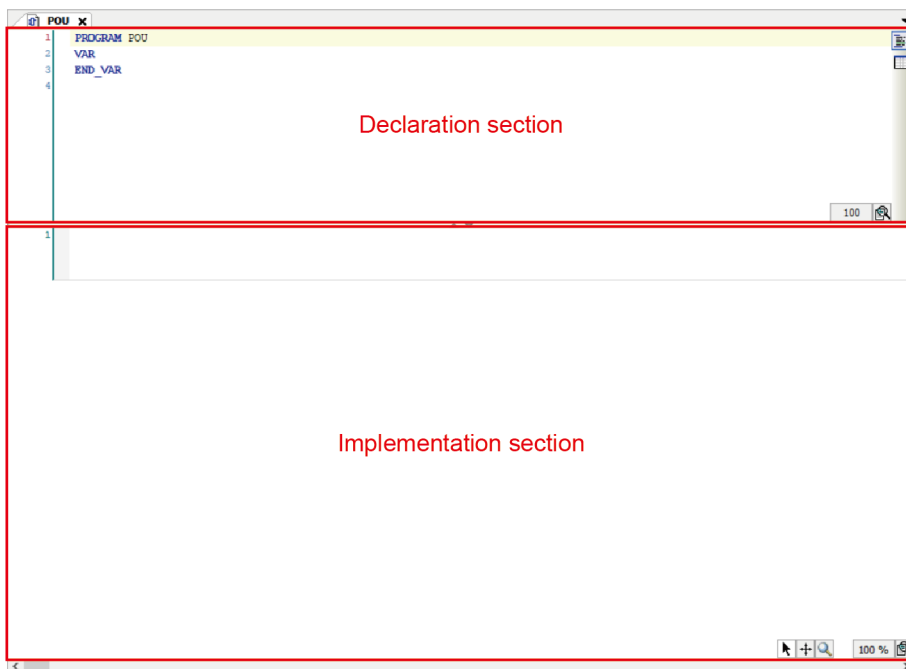 POU
1 PROGRAM POU
2 VAR
3 END_VAR
4
Declaration section
100
1
Implementation section
100 %